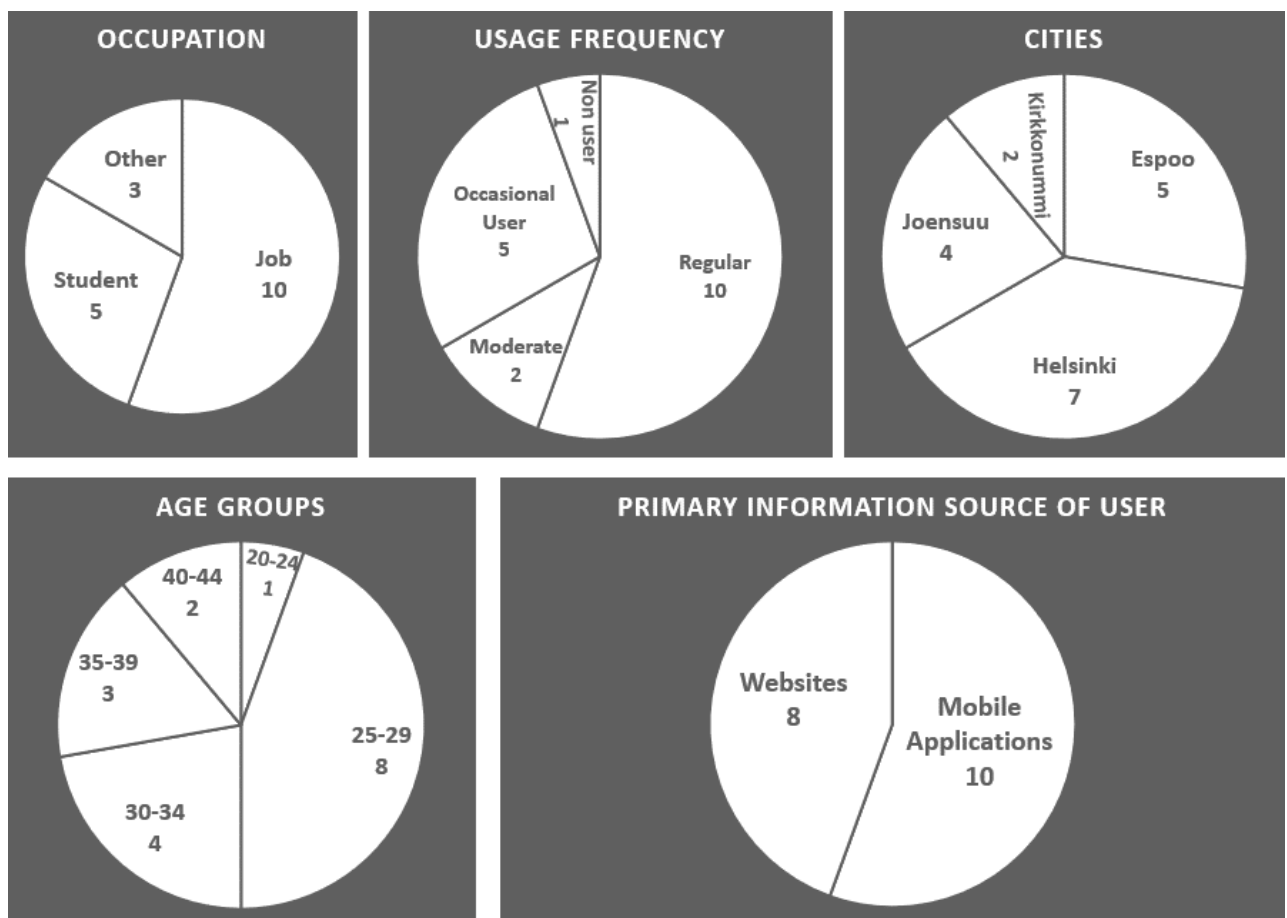 OCCUPATION
Other
3
Job
10
Student
5
USAGE FREQUENCY
Non user
1
Occasional
User
5
Regular
10
Moderate
2
CITIES
Kirkkonummi
2
Espoo
5
Joensuu
4
Helsinki
7
AGE GROUPS
20-24
1
40-44
2
35-39
3
25-29
8
30-34
4
PRIMARY INFORMATION SOURCE OF USER
Websites
8
Mobile
Applications
10